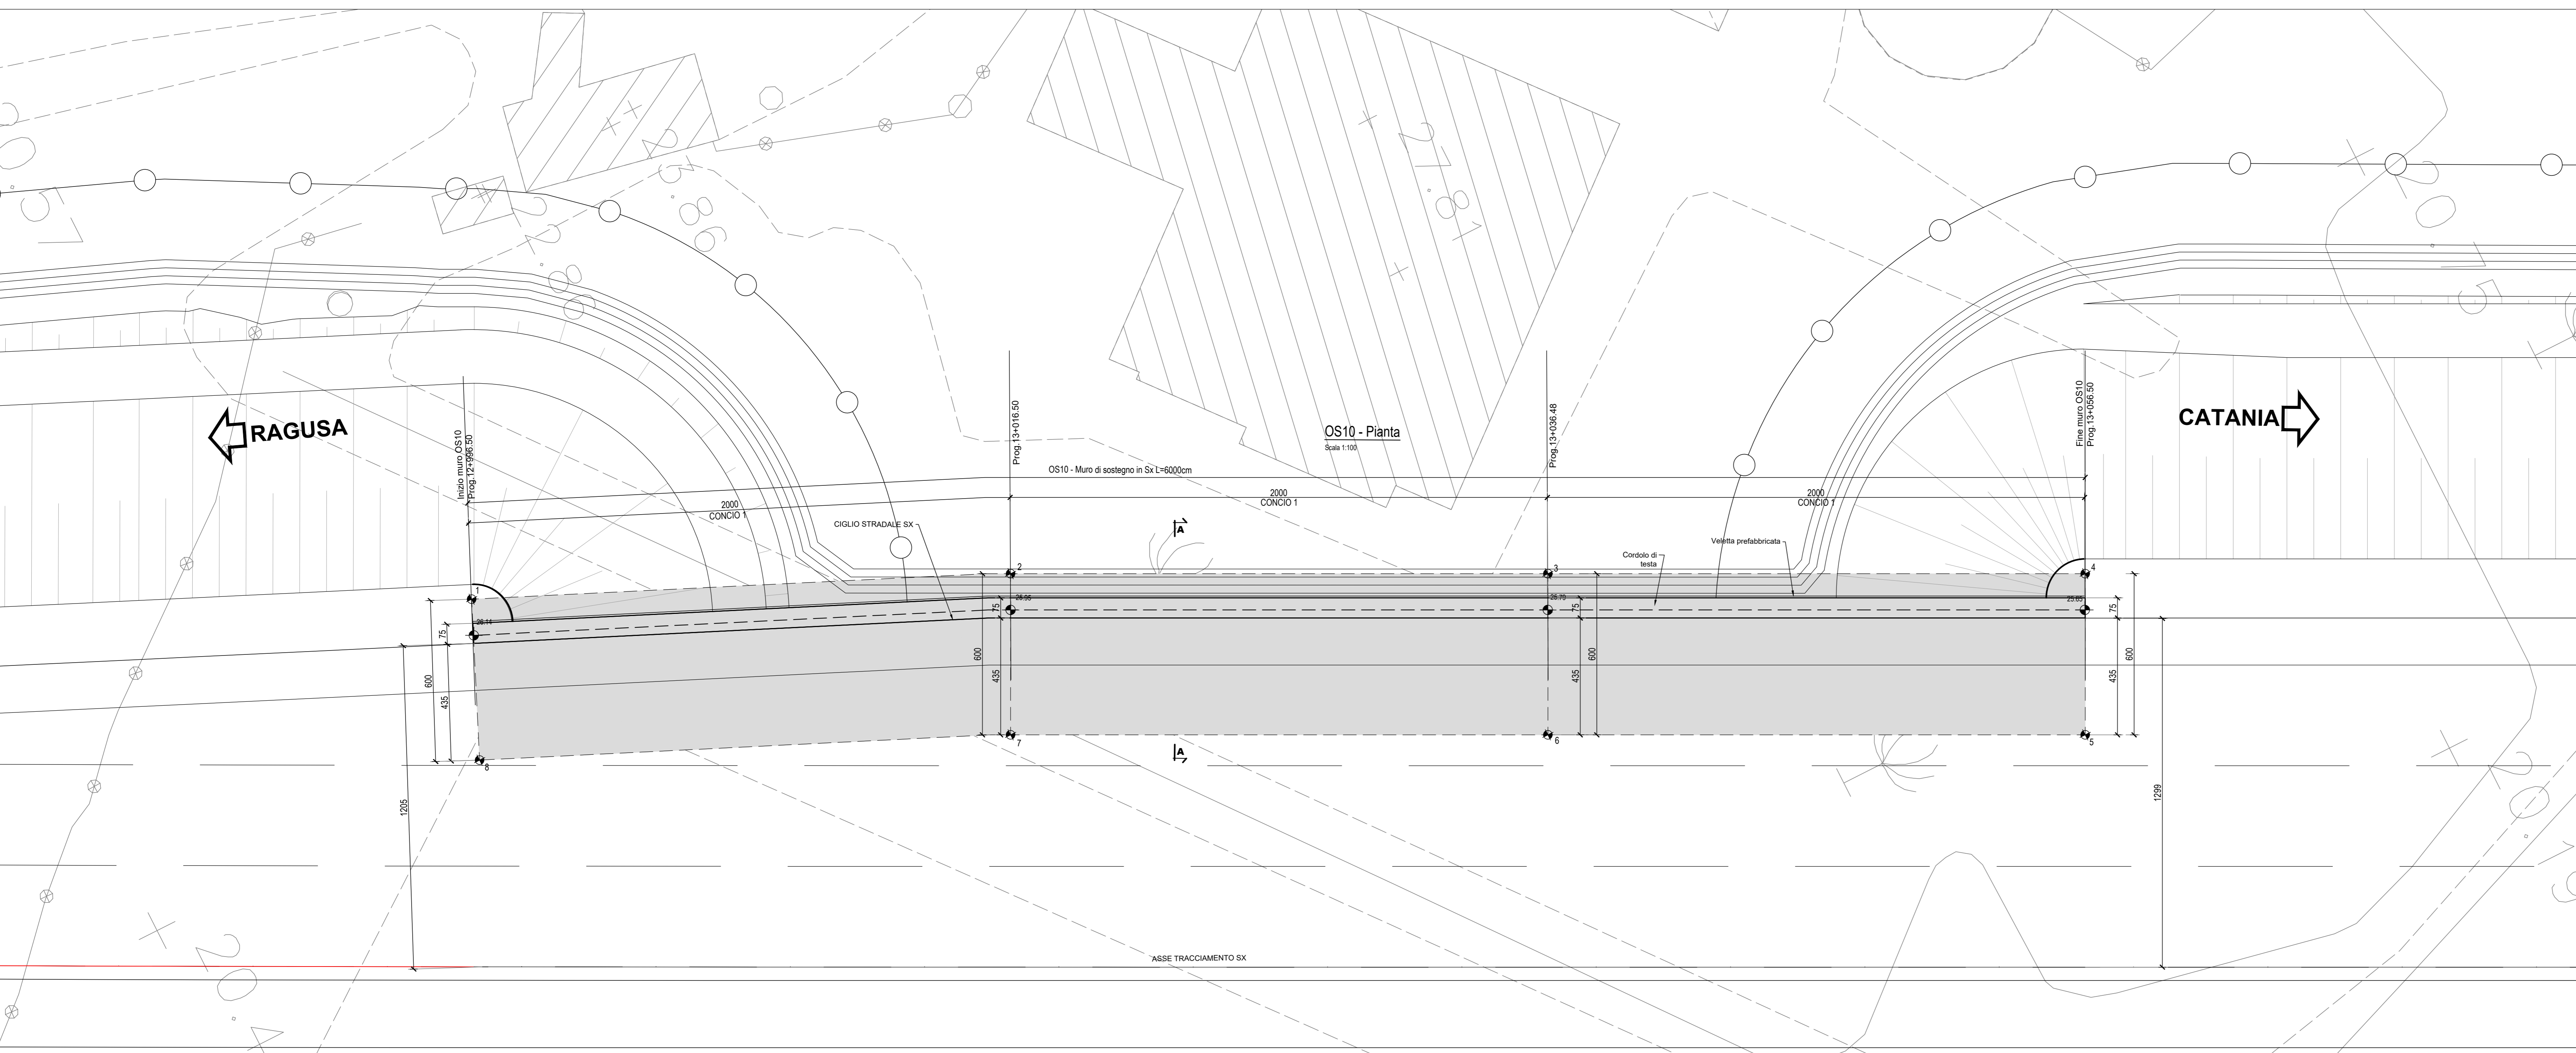 RAGUSA
CATANIA
OS10 - Pianta
Scala 1:100
OS10 - Muro di sostegno in Sx L=6000cm
Inizio muro OS10
Prog.12+996.50
Prog.13+016.50
Prog.13+036.48
Fine muro OS10
Prog.13+056.50
2000
CONCIO 1
2000
CONCIO 1
2000
CONCIO 1
CIGLIO STRADALE SX
A
Cordolo di
testa
Veletta prefabbricata
1
2
3
4
26.14
26.96
26.79
25.65
75
600
435
600
75
435
75
435
600
75
435
600
8
7
6
5
A
1205
1299
ASSE TRACCIAMENTO SX